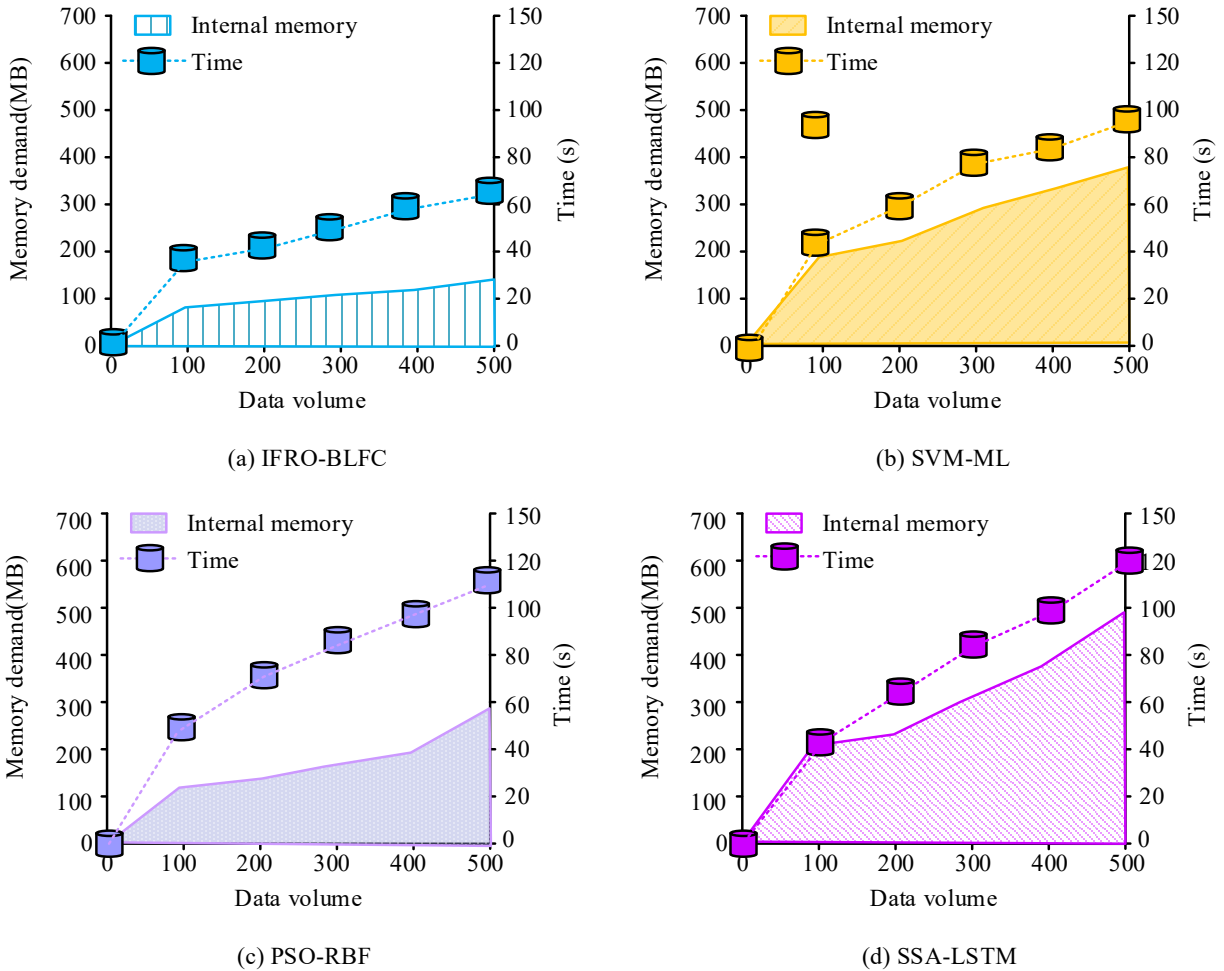 Memory demand(MB)
700
600
500
400
300
200
100
0
Internal memory
Time
150
120
100
80
60
40
20
0
Time (s)
0 100 200 300 400 500
Data volume
(a) IFRO-BLFC
Memory demand(MB)
700
600
500
400
300
200
100
0
Internal memory
Time
150
120
100
80
60
40
20
0
Time (s)
0 100 200 300 400 500
Data volume
(b) SVM-ML
Memory demand(MB)
700
600
500
400
300
200
100
0
Internal memory
Time
150
120
100
80
60
40
20
0
Time (s)
0 100 200 300 400 500
Data volume
(c) PSO-RBF
Memory demand(MB)
700
600
500
400
300
200
100
0
Internal memory
Time
150
120
100
80
60
40
20
0
Time (s)
0 100 200 300 400 500
Data volume
(d) SSA-LSTM